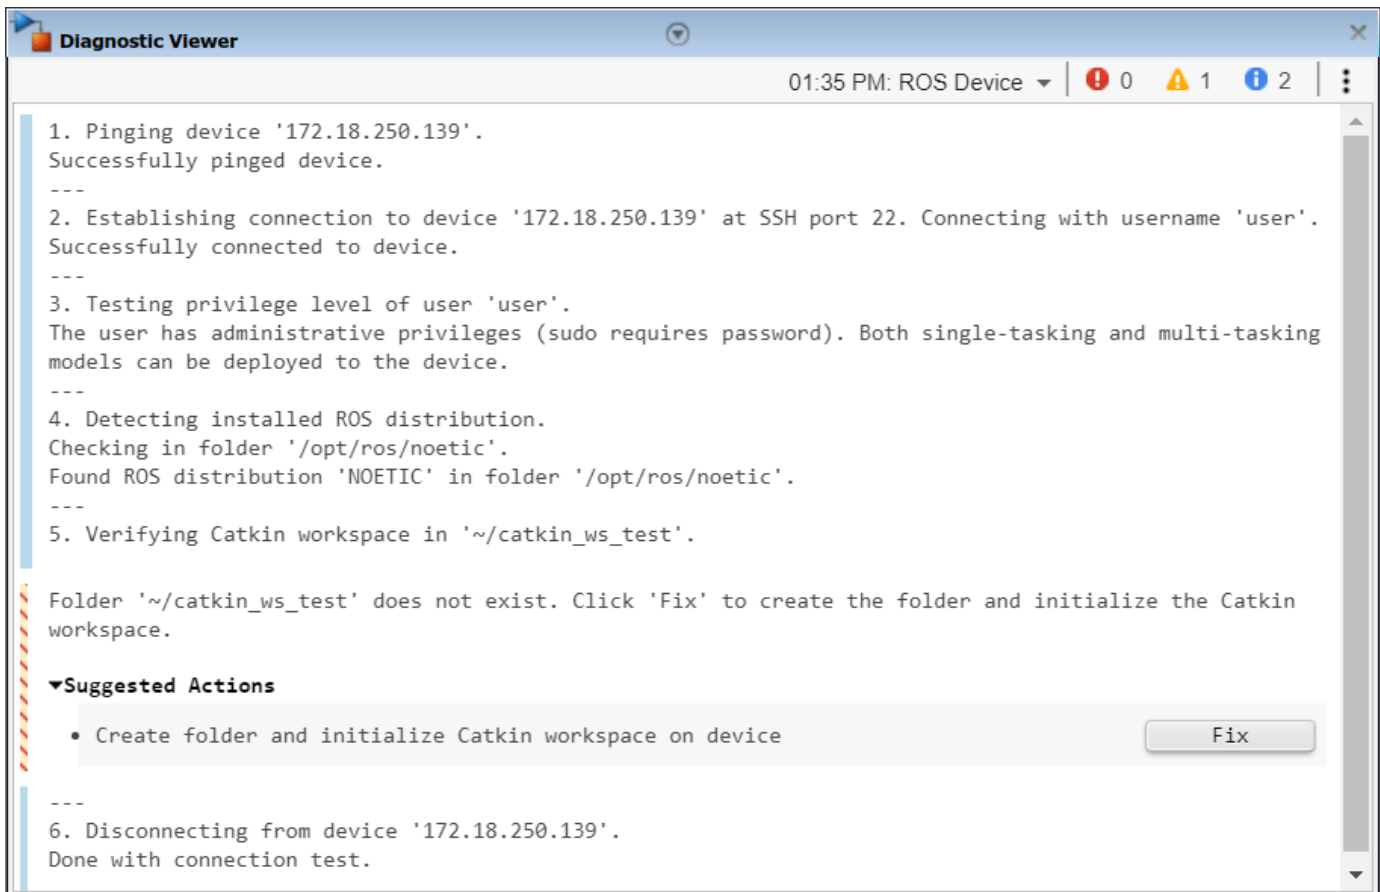 Diagnostic Viewer
01:35 PM: ROS Device 0 1 2
1. Pinging device '172.18.250.139'.
Successfully pinged device.
---
2. Establishing connection to device '172.18.250.139' at SSH port 22. Connecting with username 'user'.
Successfully connected to device.
---
3. Testing privilege level of user 'user'.
The user has administrative privileges (sudo requires password). Both single-tasking and multi-tasking
models can be deployed to the device.
---
4. Detecting installed ROS distribution.
Checking in folder '/opt/ros/noetic'.
Found ROS distribution 'NOETIC' in folder '/opt/ros/noetic'.
---
5. Verifying Catkin workspace in '~/catkin_ws_test'.
Folder '~/catkin_ws_test' does not exist. Click 'Fix' to create the folder and initialize the Catkin
workspace.
Suggested Actions
• Create folder and initialize Catkin workspace on device Fix
---
6. Disconnecting from device '172.18.250.139'.
Done with connection test.